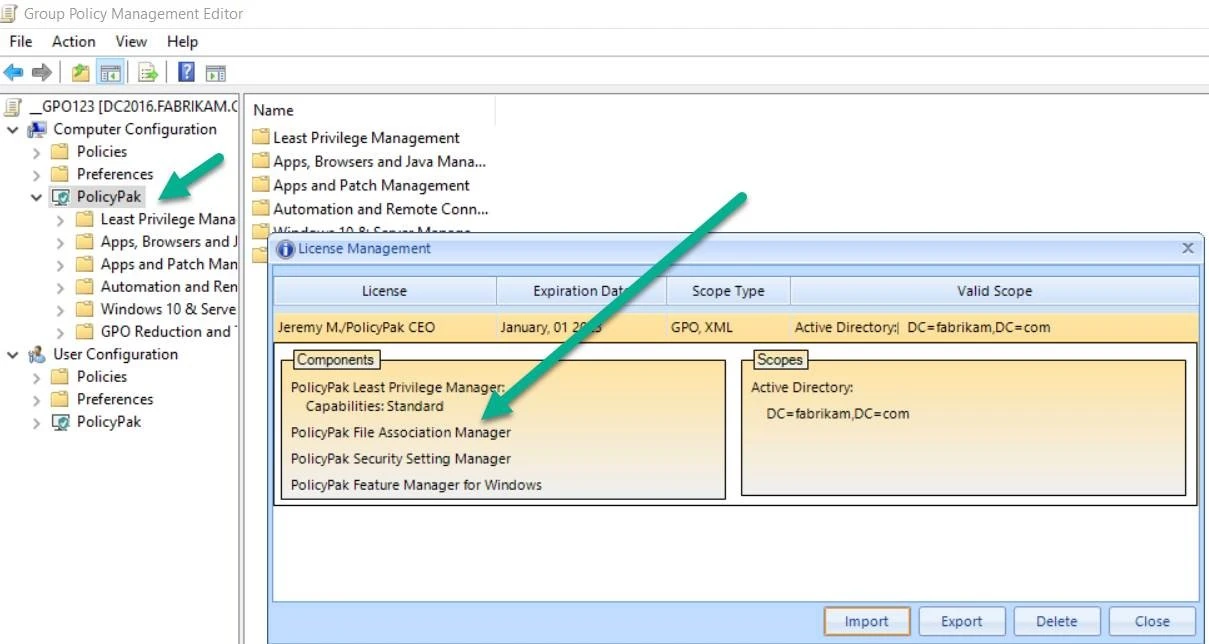 Group Policy Management Editor
File Action View Help
__GPO123 [DC2016.FABRIKAM.C
Computer Configuration
Policies
Preferences
PolicyPak
Least Privilege Mana
Apps, Browsers and J
Apps and Patch Man
Automation and Ren
Windows 10 & Serve
GPO Reduction and
User Configuration
Policies
Preferences
PolicyPak
Name
Least Privilege Management
Apps, Browsers and Java Mana...
Apps and Patch Management
Automation and Remote Conn...
Windows 10 & Server Manage
License Management
License Expiration Date Scope Type Valid Scope
Jeremy M./PolicyPak CEO January, 01 GPO, XML Active Directory:| DC=fabrikam,DC=com
Components
PolicyPak Least Privilege Manager:
Capabilities: Standard
PolicyPak File Association Manager
PolicyPak Security Setting Manager
PolicyPak Feature Manager for Windows
Scopes
Active Directory:
DC=fabrikam,DC=com
Import Export Delete Close